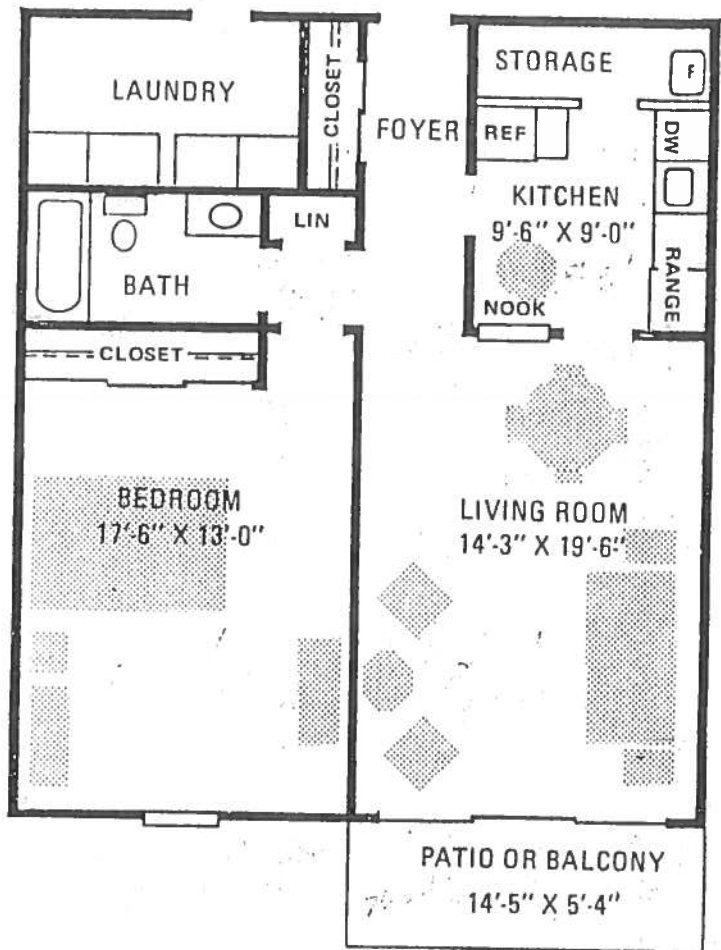 LAUNDRY
CLOSET
FOYER
STORAGE
F
REF
DW
KITCHEN
9'-6" X 9'-0"
LIN
BATH
NOOK
RANGE
CLOSET
BEDROOM
17'-6" X 13'-0"
LIVING ROOM
14'-3" X 19'-6"
PATIO OR BALCONY
14'-5" X 5'-4"